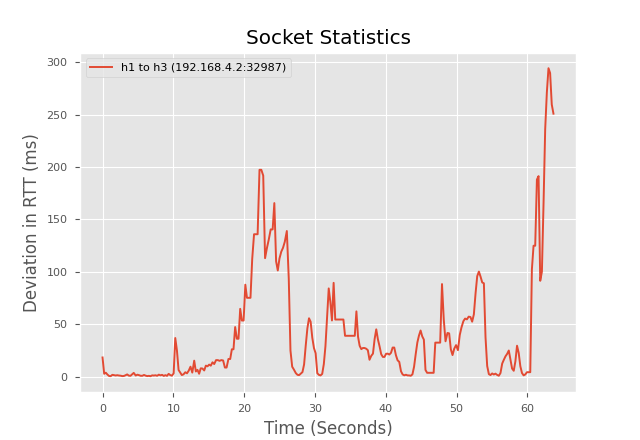 Socket Statistics
h1 to h3 (192.168.4.2:32987)
Deviation in RTT (ms)
300
250
200
150
100
50
0
0 10 20 30 40 50 60
Time (Seconds)